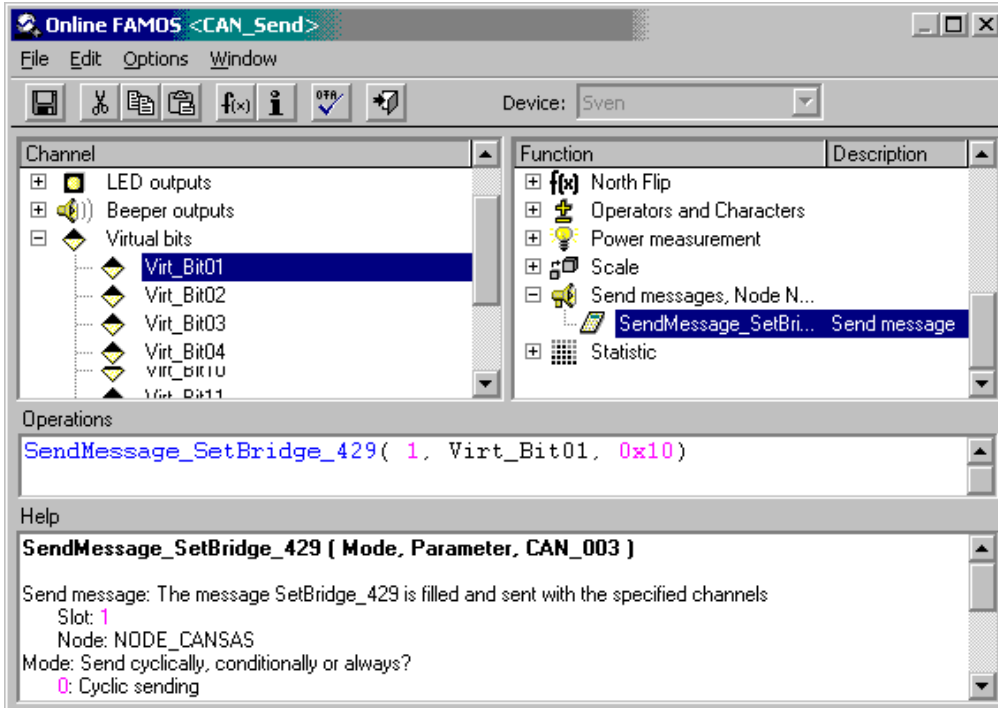 Online FAMOS <CAN_Send>
File Edit Options Window
f(x) i OTR Device: Sven
Channel
LED outputs
Beeper outputs
Virtual bits
Virt_Bit01
Virt_Bit02
Virt_Bit03
Virt_Bit04
Virt_Bit10
Virt_Bit11
Function Description
f(x) North Flip
Operators and Characters
Power measurement
Scale
Send messages, Node N...
SendMessage_SetBri... Send message
Statistic
Operations
SendMessage_SetBridge_429( 1, Virt_Bit01, 0x10)
Help
SendMessage_SetBridge_429 ( Mode, Parameter, CAN_003 )
Send message: The message SetBridge_429 is filled and sent with the specified channels
Slot: 1
Node: NODE_CANSAS
Mode: Send cyclically, conditionally or always?
0: Cyclic sending